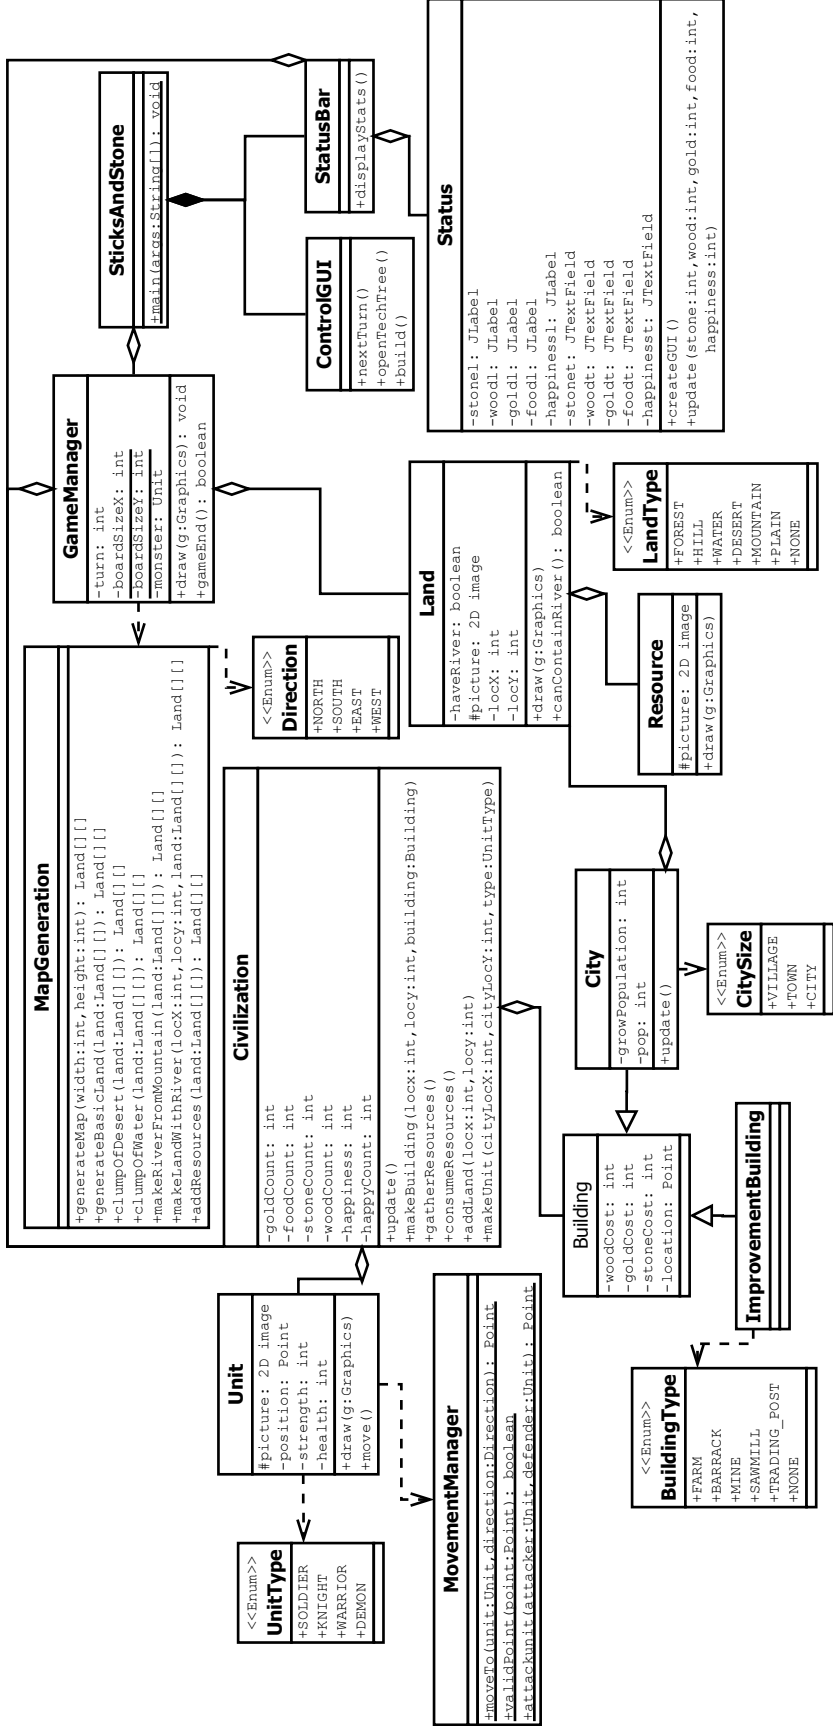 SticksAndStone
+main(args:String[]): void
StatusBar
+displayStats()
ControlGUI
+nextTurn()
+openTechTree()
+build()
Status
-stonel: JLabel
-woodl: JLabel
-goldl: JLabel
-foodl: JLabel
-happinessl: JLabel
-stonet: JTextField
-woodt: JTextField
-goldt: JTextField
-foodt: JTextField
-happinesst: JTextField
+createGUI()
+update(stone:int,wood:int,gold:int,food:int,
happiness:int)
GameManager
-turn: int
-boardSizeX: int
-boardSizeY: int
-monster: Unit
+draw(g:Graphics): void
+gameEnd(): boolean
Land
-haveRiver: boolean
#picture: 2D image
-locX: int
-locY: int
+draw(g:Graphics)
+canContainRiver(): boolean
<<Enum>>
LandType
+FOREST
+HILL
+WATER
+DESERT
+MOUNTAIN
+PLAIN
+NONE
Resource
#picture: 2D image
+draw(g:Graphics)
MapGeneration
+generateMap(width:int,height:int): Land[][]
+generateBasicLand(land:Land[][]): Land[][]
+clumpOfDesert(land:Land[][]): Land[][]
+clumpOfWater(land:Land[][]): Land[][]
+makeRiverFromMountain(land:Land[][]): Land[][]
+makeLandWithRiver(locX:int,locy:int,land:Land[][]): Land[][]
+addResources(land:Land[][]): Land[][]
<<Enum>>
Direction
+NORTH
+SOUTH
+EAST
+WEST
Civilization
-goldCount: int
-foodCount: int
-stoneCount: int
-woodCount: int
-happiness: int
-happyCount: int
+update()
+makeBuilding(locx:int,locy:int,building:Building)
+gatherResources()
+consumeResources()
+addLand(locx:int,locy:int)
+makeUnit(cityLocX:int,cityLocY:int,type:UnitType)
City
-growPopulation: int
-pop: int
+update()
<<Enum>>
CitySize
+VILLAGE
+TOWN
+CITY
Building
-woodCost: int
-goldCost: int
-stoneCost: int
-location: Point
ImprovementBuilding
<<Enum>>
BuildingType
+FARM
+BARRACK
+MINE
+SAWMILL
+TRADING_POST
+NONE
Unit
#picture: 2D image
-position: Point
-strength: int
-health: int
+draw(g:Graphics)
+move()
<<Enum>>
UnitType
+SOLDIER
+KNIGHT
+WARRIOR
+DEMON
MovementManager
+moveTo(unit:Unit,direction:Direction): Point
+validPoint(point:Point): boolean
+attackunit(attacker:Unit,defender:Unit): Point